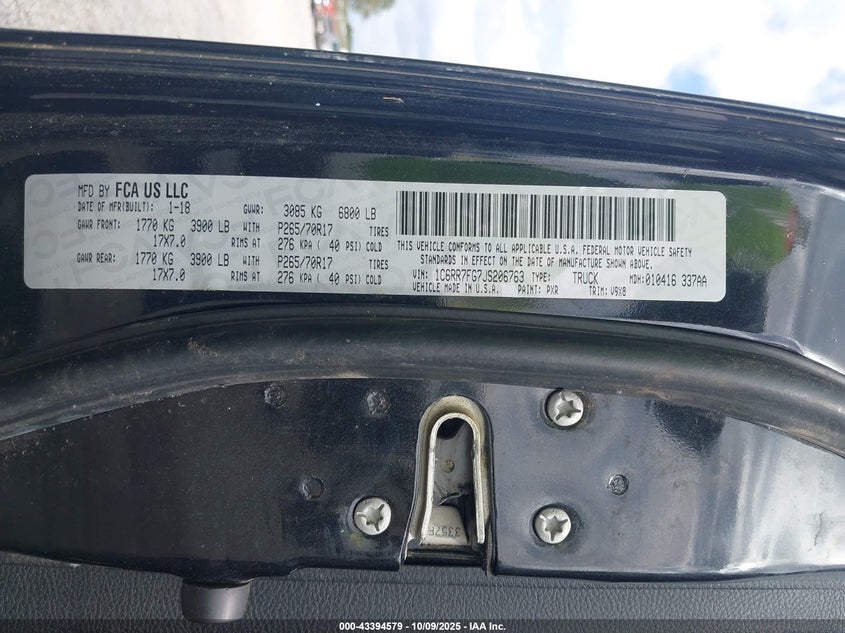 MFD BY FCA US LLC
DATE OF MFR(BUILT): 1-18 GVWR: 3085 KG 6800 LB
GAWR FRONT: 1770 KG 3900 LB WITH P265/70R17 TIRES
17X7.0 RIMS AT 276 KPA ( 40 PSI) COLD
GAWR REAR: 1770 KG 3900 LB WITH P265/70R17 TIRES
17X7.0 RIMS AT 276 KPA ( 40 PSI) COLD
THIS VEHICLE CONFORMS TO ALL APPLICABLE U.S.A. FEDERAL MOTOR VEHICLE SAFETY
STANDARDS IN EFFECT ON THE DATE OF MANUFACTURE SHOWN ABOVE.
VIN: 1C6RR7FG7JS206763 TYPE: TRUCK MDH: 010416 337AA
VEHICLE MADE IN U.S.A. PAINT: PXR TRIM: V9X8
000-43394579 - 10/09/2025 - IAA Inc.